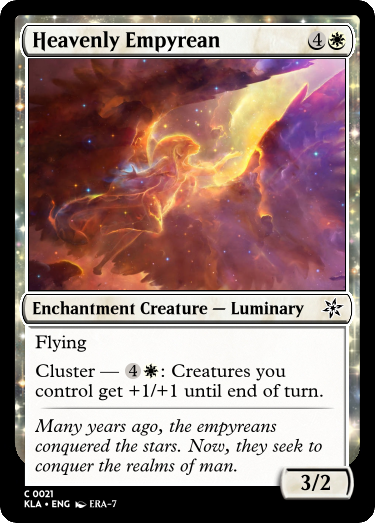 Heavenly Empyrean 4
Enchantment Creature — Luminary
Flying
Cluster — 4: Creatures you
control get +1/+1 until end of turn.
Many years ago, the empyreans
conquered the stars. Now, they seek to
conquer the realms of man.
3/2
C 0021
KLA • ENG ERA-7